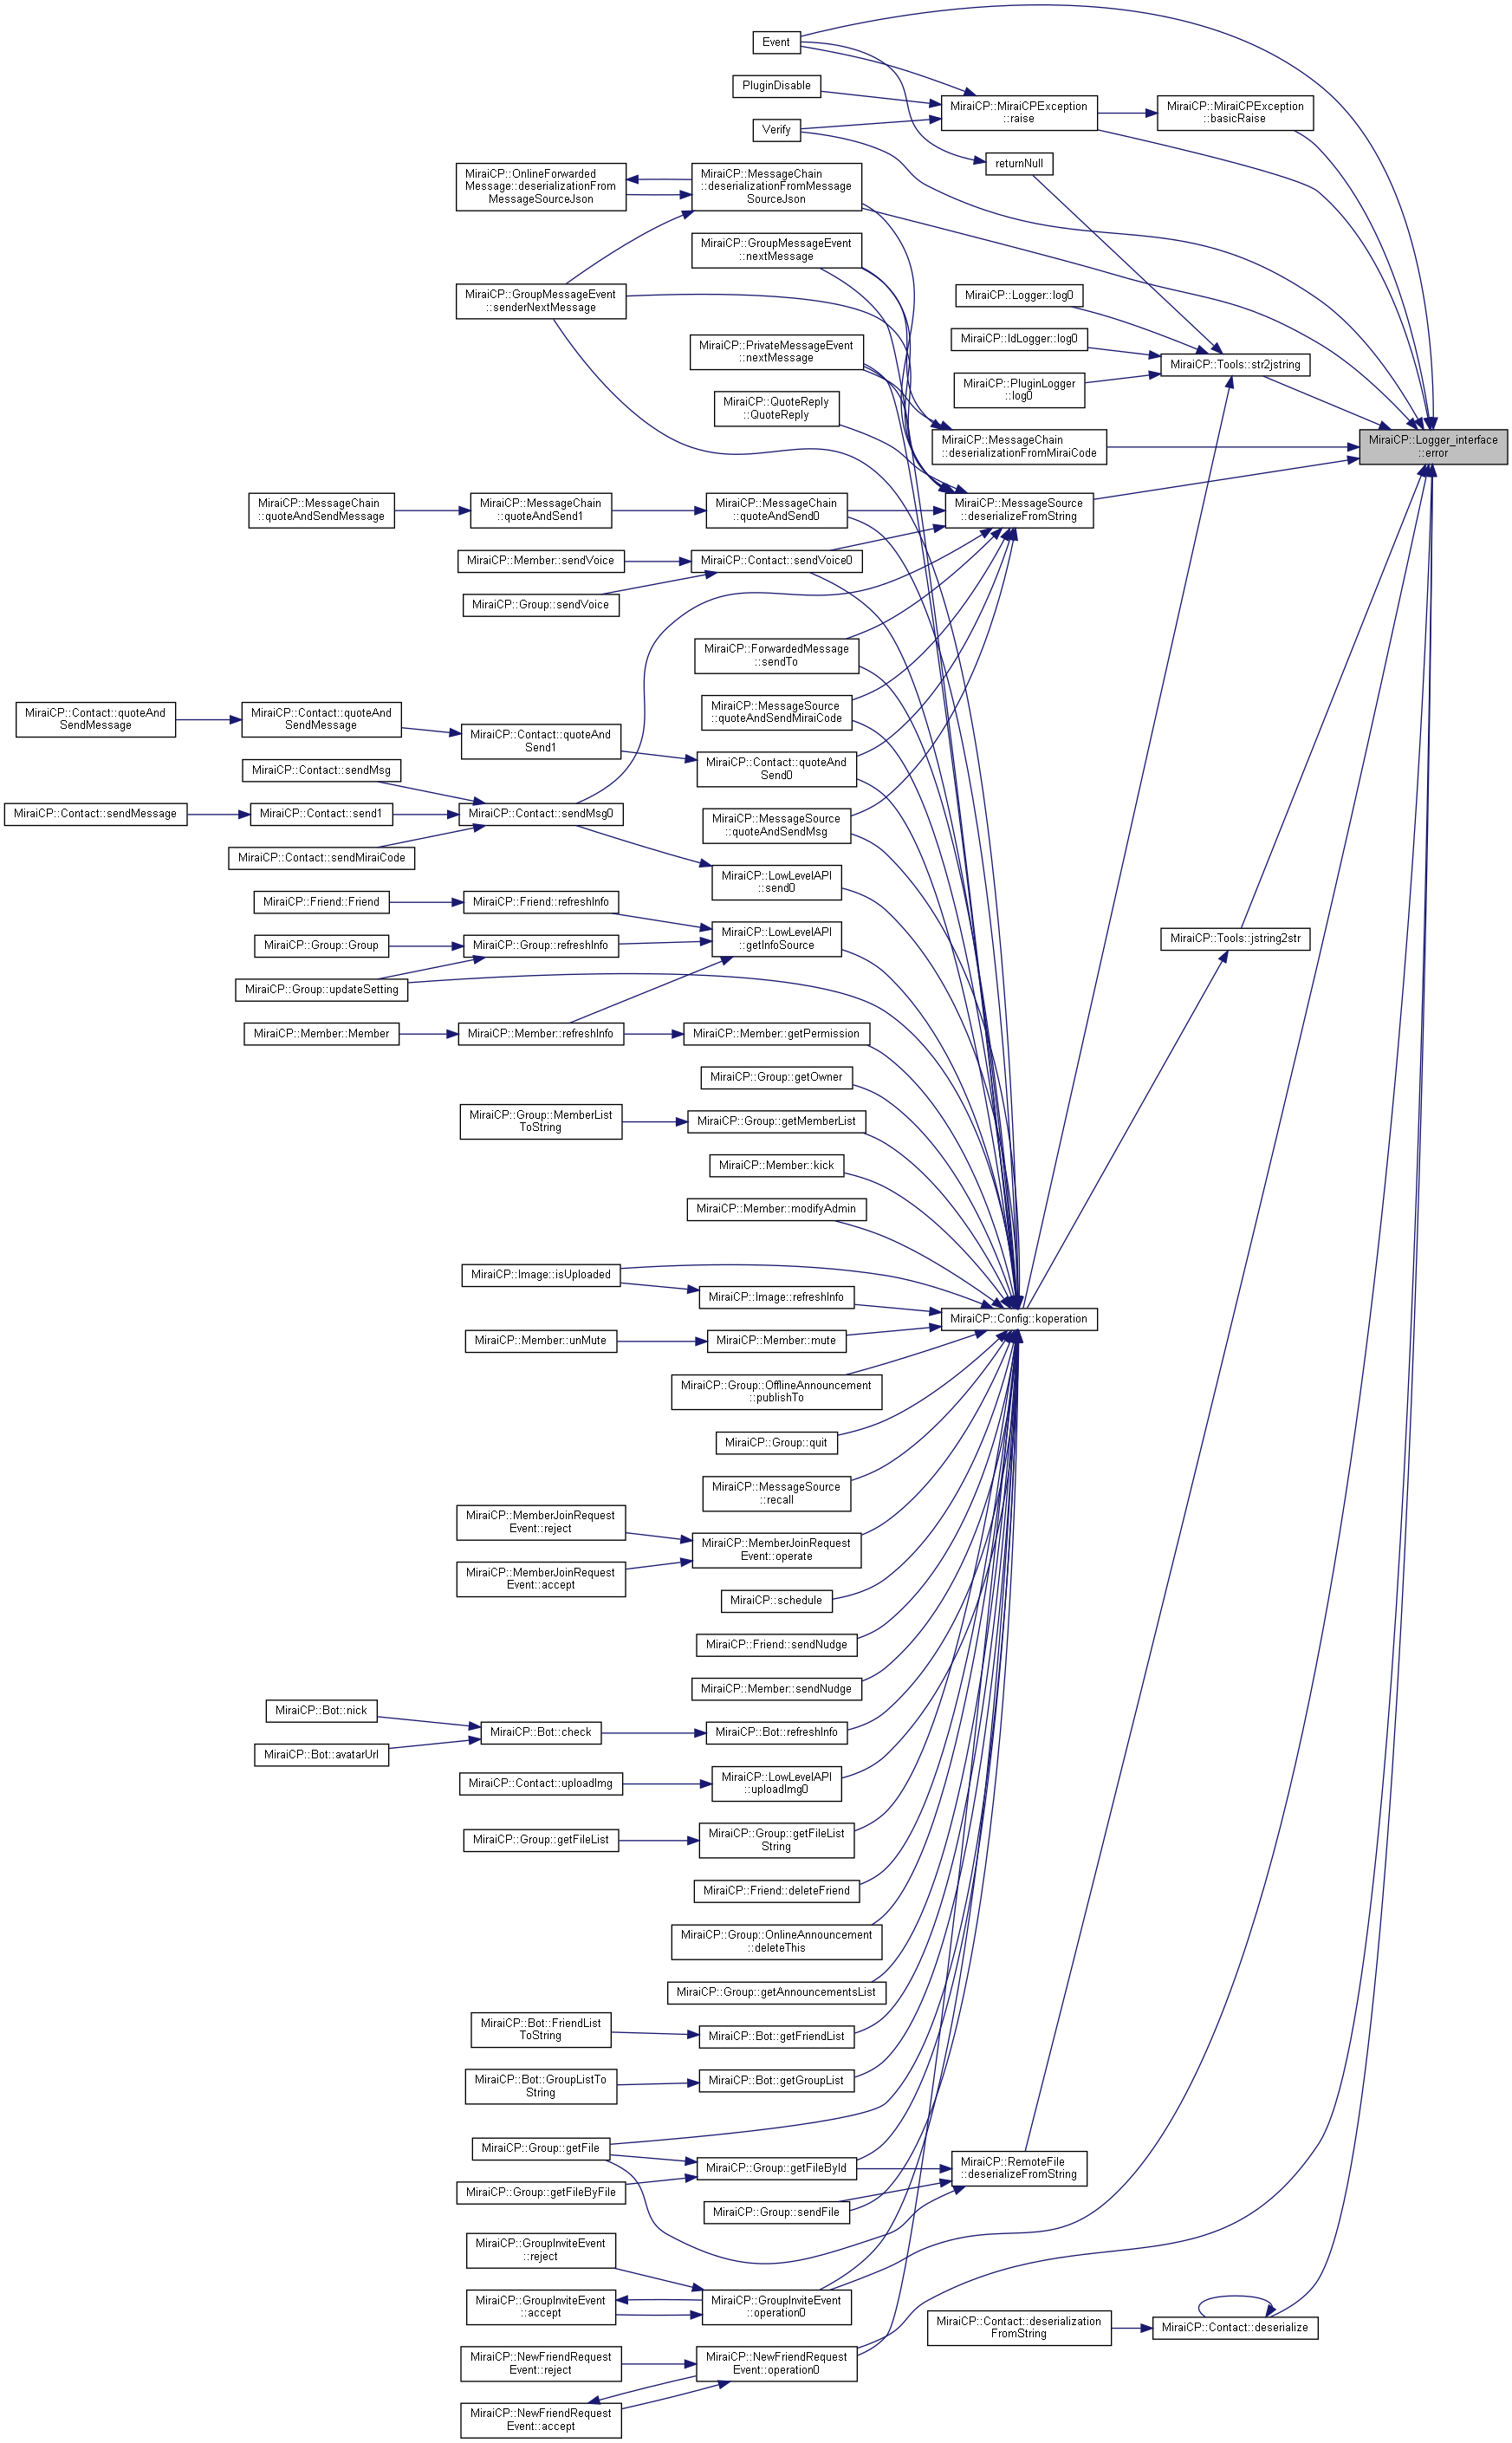 Event
PluginDisable
MiraiCP::MiraiCPException
::raise
MiraiCP::MiraiCPException
::basicRaise
Verify
returnNull
MiraiCP::OnlineForwarded
Message::deserializationFrom
MessageSourceJson
MiraiCP::MessageChain
::deserializationFromMessage
SourceJson
MiraiCP::GroupMessageEvent
::nextMessage
MiraiCP::GroupMessageEvent
::senderNextMessage
MiraiCP::Logger::log0
MiraiCP::IdLogger::log0
MiraiCP::PrivateMessageEvent
::nextMessage
MiraiCP::Tools::str2jstring
MiraiCP::PluginLogger
::log0
MiraiCP::QuoteReply
::QuoteReply
MiraiCP::MessageChain
::deserializationFromMiraiCode
MiraiCP::Logger_interface
::error
MiraiCP::MessageChain
::quoteAndSendMessage
MiraiCP::MessageChain
::quoteAndSend1
MiraiCP::MessageChain
::quoteAndSend0
MiraiCP::MessageSource
::deserializeFromString
MiraiCP::Member::sendVoice
MiraiCP::Contact::sendVoice0
MiraiCP::Group::sendVoice
MiraiCP::ForwardedMessage
::sendTo
MiraiCP::Contact::quoteAnd
SendMessage
MiraiCP::Contact::quoteAnd
SendMessage
MiraiCP::MessageSource
::quoteAndSendMiraiCode
MiraiCP::Contact::quoteAnd
Send1
MiraiCP::Contact::quoteAnd
Send0
MiraiCP::Contact::sendMsg
MiraiCP::Contact::sendMessage
MiraiCP::Contact::send1
MiraiCP::Contact::sendMsg0
MiraiCP::MessageSource
::quoteAndSendMsg
MiraiCP::Contact::sendMiraiCode
MiraiCP::LowLevelAPI
::send0
MiraiCP::Friend::Friend
MiraiCP::Friend::refreshInfo
MiraiCP::LowLevelAPI
::getInfoSource
MiraiCP::Tools::jstring2str
MiraiCP::Group::Group
MiraiCP::Group::refreshInfo
MiraiCP::Group::updateSetting
MiraiCP::Member::Member
MiraiCP::Member::refreshInfo
MiraiCP::Member::getPermission
MiraiCP::Group::getOwner
MiraiCP::Group::MemberList
ToString
MiraiCP::Group::getMemberList
MiraiCP::Member::kick
MiraiCP::Member::modifyAdmin
MiraiCP::Image::isUploaded
MiraiCP::Image::refreshInfo
MiraiCP::Config::koperation
MiraiCP::Member::unMute
MiraiCP::Member::mute
MiraiCP::Group::OfflineAnnouncement
::publishTo
MiraiCP::Group::quit
MiraiCP::MessageSource
::recall
MiraiCP::MemberJoinRequest
Event::reject
MiraiCP::MemberJoinRequest
Event::operate
MiraiCP::MemberJoinRequest
Event::accept
MiraiCP::schedule
MiraiCP::Friend::sendNudge
MiraiCP::Member::sendNudge
MiraiCP::Bot::nick
MiraiCP::Bot::check
MiraiCP::Bot::refreshInfo
MiraiCP::Bot::avatarUrl
MiraiCP::Contact::uploadImg
MiraiCP::LowLevelAPI
::uploadImg0
MiraiCP::Group::getFileList
MiraiCP::Group::getFileList
String
MiraiCP::Friend::deleteFriend
MiraiCP::Group::OnlineAnnouncement
::deleteThis
MiraiCP::Group::getAnnouncementsList
MiraiCP::Bot::FriendList
ToString
MiraiCP::Bot::getFriendList
MiraiCP::Bot::GroupListTo
String
MiraiCP::Bot::getGroupList
MiraiCP::Group::getFile
MiraiCP::Group::getFileById
MiraiCP::RemoteFile
::deserializeFromString
MiraiCP::Group::getFileByFile
MiraiCP::Group::sendFile
MiraiCP::GroupInviteEvent
::reject
MiraiCP::GroupInviteEvent
::accept
MiraiCP::GroupInviteEvent
::operation0
MiraiCP::Contact::deserialization
FromString
MiraiCP::Contact::deserialize
MiraiCP::NewFriendRequest
Event::reject
MiraiCP::NewFriendRequest
Event::operation0
MiraiCP::NewFriendRequest
Event::accept